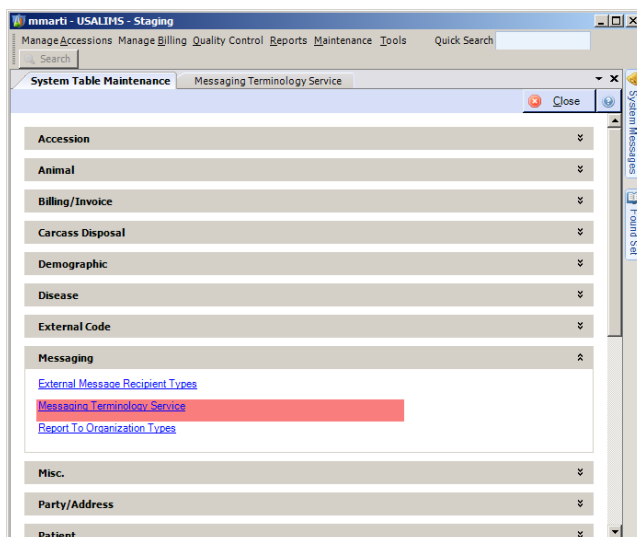 mmarti - USALIMS - Staging
Manage Accessions Manage Billing Quality Control Reports Maintenance Tools Quick Search
Search
System Table Maintenance Messaging Terminology Service
Close
System Messages
Found Set
Accession
Animal
Billing/Invoice
Carcass Disposal
Demographic
Disease
External Code
Messaging
External Message Recipient Types
Messaging Terminology Service
Report To Organization Types
Misc.
Party/Address
Patient